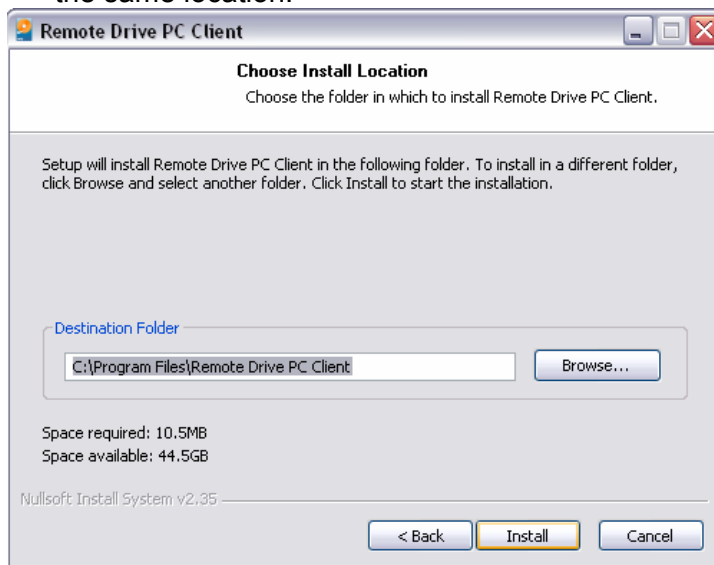 the same location.
Remote Drive PC Client
Choose Install Location
Choose the folder in which to install Remote Drive PC Client.
Setup will install Remote Drive PC Client in the following folder. To install in a different folder,
click Browse and select another folder. Click Install to start the installation.
Destination Folder
C:\Program Files\Remote Drive PC Client
Browse...
Space required: 10.5MB
Space available: 44.5GB
Nullsoft Install System v2.35
< Back Install Cancel